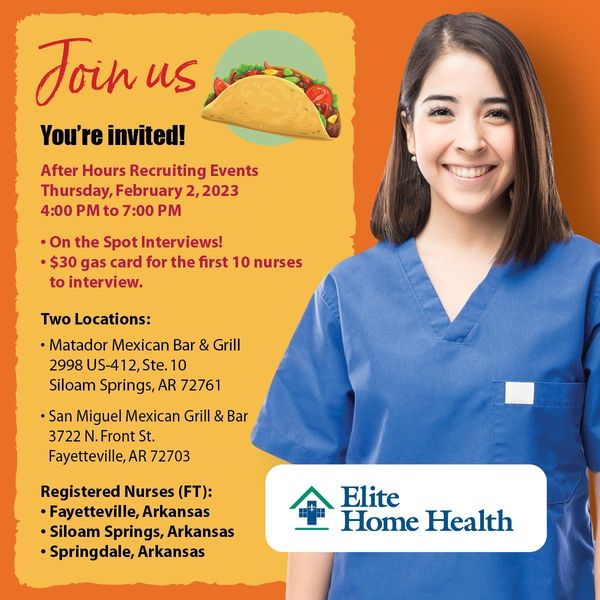 Join us
You're invited!
After Hours Recruiting Events
Thursday, February 2, 2023
4:00 PM to 7:00 PM
• On the Spot Interviews!
• $30 gas card for the first 10 nurses
to interview.
Two Locations:
• Matador Mexican Bar & Grill
2998 US-412, Ste. 10
Siloam Springs, AR 72761
• San Miguel Mexican Grill & Bar
3722 N. Front St.
Fayetteville, AR 72703
Registered Nurses (FT):
• Fayetteville, Arkansas
• Siloam Springs, Arkansas
• Springdale, Arkansas
Elite
Home Health